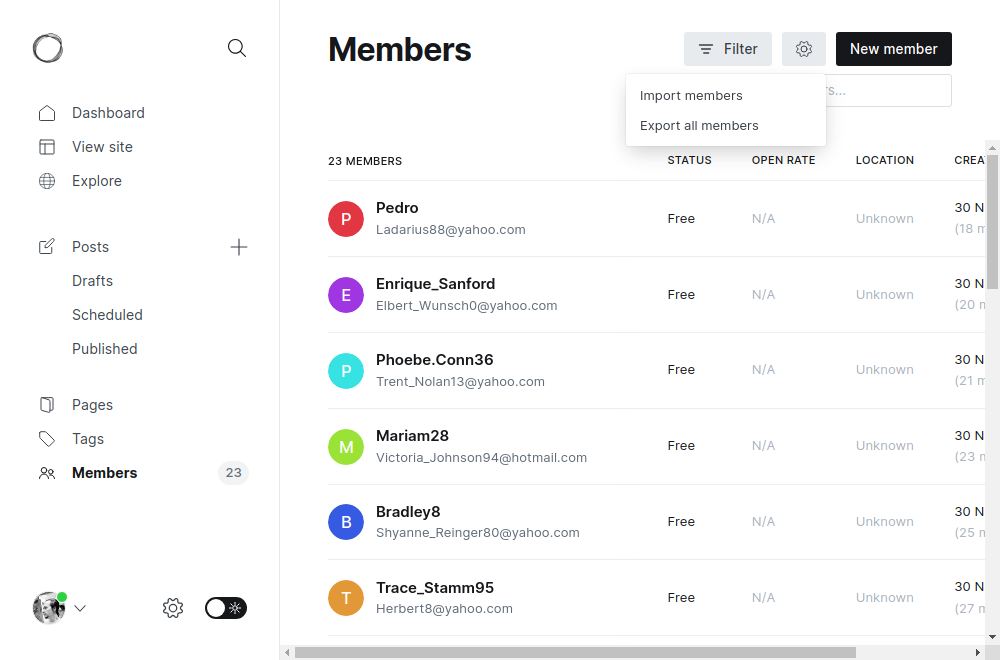 Members
Filter
New member
rs...
Import members
Export all members
Dashboard
View site
Explore
Posts
Drafts
Scheduled
Published
Pages
Tags
Members 23
23 MEMBERS STATUS OPEN RATE LOCATION CREA
P Pedro
Ladarius88@yahoo.com
Free N/A Unknown 30 N
(18 m
E Enrique_Sanford
Elbert_Wunsch0@yahoo.com
Free N/A Unknown 30 N
(20 m
P Phoebe.Conn36
Trent_Nolan13@yahoo.com
Free N/A Unknown 30 N
(21 m
M Mariam28
Victoria_Johnson94@hotmail.com
Free N/A Unknown 30 N
(23 m
B Bradley8
Shyanne_Reinger80@yahoo.com
Free N/A Unknown 30 N
(25 m
T Trace_Stamm95
Herbert8@yahoo.com
Free N/A Unknown 30 N
(27 m